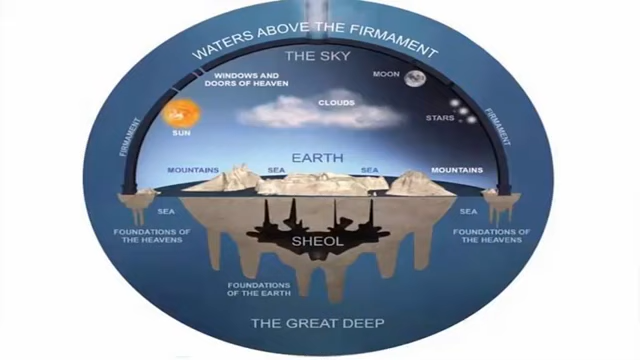 WATERS ABOVE THE FIRMAMENT
THE SKY
WINDOWS AND
DOORS OF HEAVEN
MOON
CLOUDS
STARS
SUN
FIRMAMENT
FIRMAMENT
EARTH
MOUNTAINS
SEA
SEA
MOUNTAINS
SEA
SEA
FOUNDATIONS OF
THE HEAVENS
FOUNDATIONS OF
THE HEAVENS
SHEOL
FOUNDATIONS
OF THE EARTH
THE GREAT DEEP